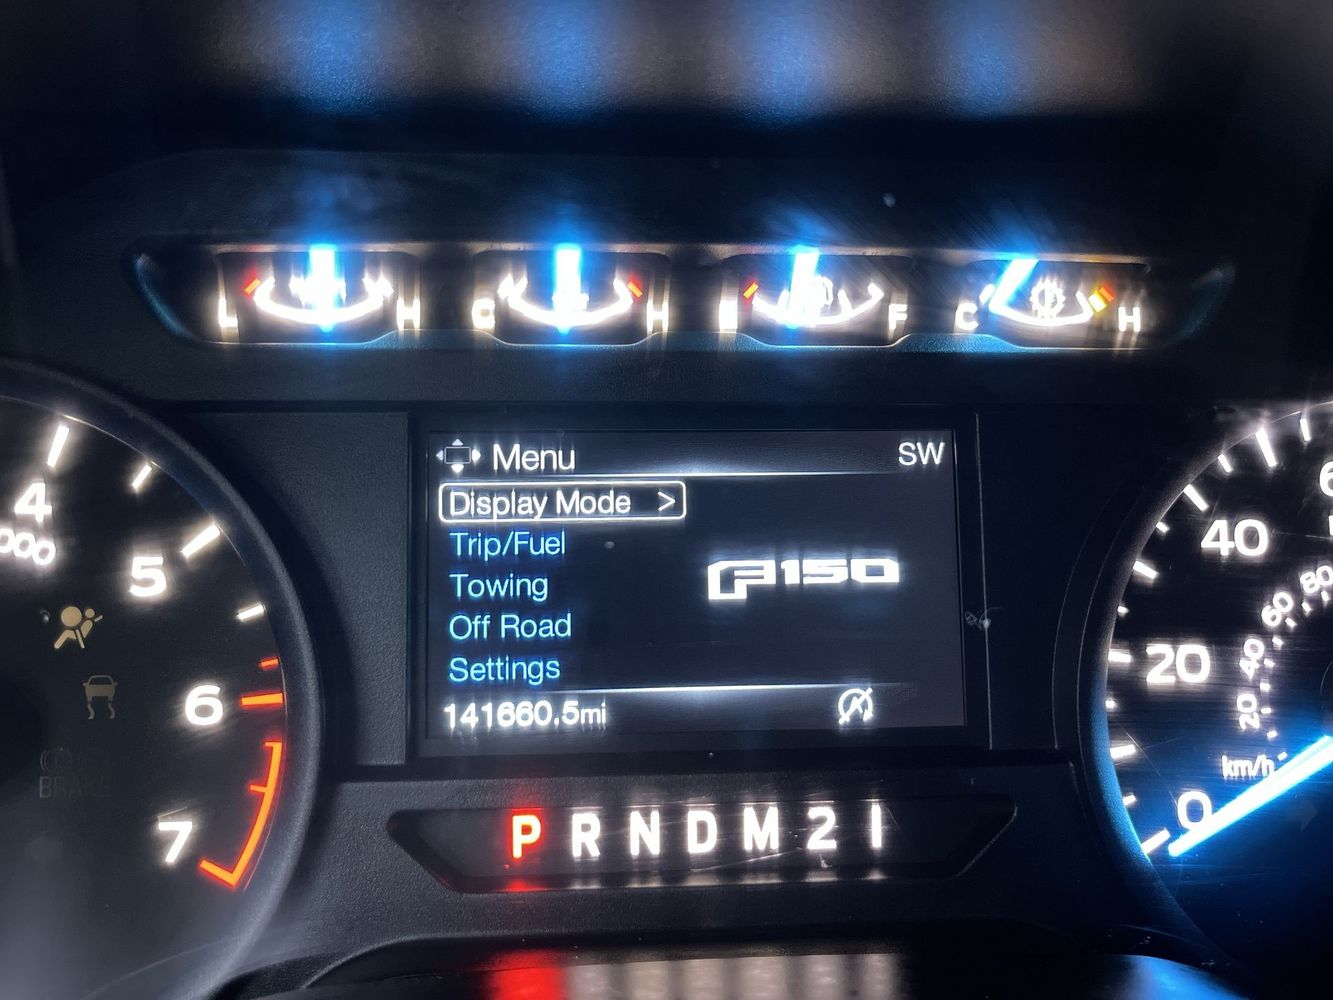 L H C H E F C H
Menu SW
Display Mode >
Trip/Fuel
Towing
Off Road
Settings
F150
141660.5mi
4
000
5
6
7
BRAKE
P R N D M 2 1
40
20
0
80
60
40
20
km/h